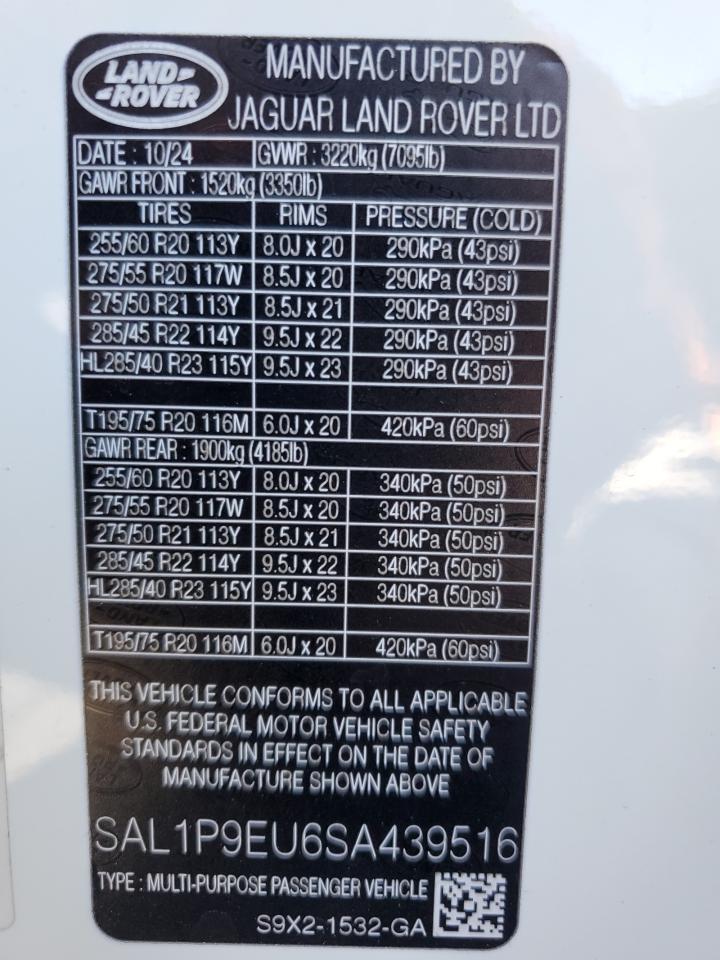 LAND ROVER
MANUFACTURED BY
JAGUAR LAND ROVER LTD
DATE : 10/24 GVWR : 3220kg (7095lb)
GAWR FRONT : 1520kg (3350lb)
TIRES RIMS PRESSURE (COLD)
255/60 R20 113Y 8.0J x 20 290kPa (43psi)
275/55 R20 117W 8.5J x 20 290kPa (43psi)
275/50 R21 113Y 8.5J x 21 290kPa (43psi)
285/45 R22 114Y 9.5J x 22 290kPa (43psi)
HL285/40 R23 115Y 9.5J x 23 290kPa (43psi)
T195/75 R20 116M 6.0J x 20 420kPa (60psi)
GAWR REAR : 1900kg (4185lb)
255/60 R20 113Y 8.0J x 20 340kPa (50psi)
275/55 R20 117W 8.5J x 20 340kPa (50psi)
275/50 R21 113Y 8.5J x 21 340kPa (50psi)
285/45 R22 114Y 9.5J x 22 340kPa (50psi)
HL285/40 R23 115Y 9.5J x 23 340kPa (50psi)
T195/75 R20 116M 6.0J x 20 420kPa (60psi)
THIS VEHICLE CONFORMS TO ALL APPLICABLE
U.S. FEDERAL MOTOR VEHICLE SAFETY
STANDARDS IN EFFECT ON THE DATE OF
MANUFACTURE SHOWN ABOVE
SAL1P9EU6SA439516
TYPE : MULTI-PURPOSE PASSENGER VEHICLE
S9X2-1532-GA